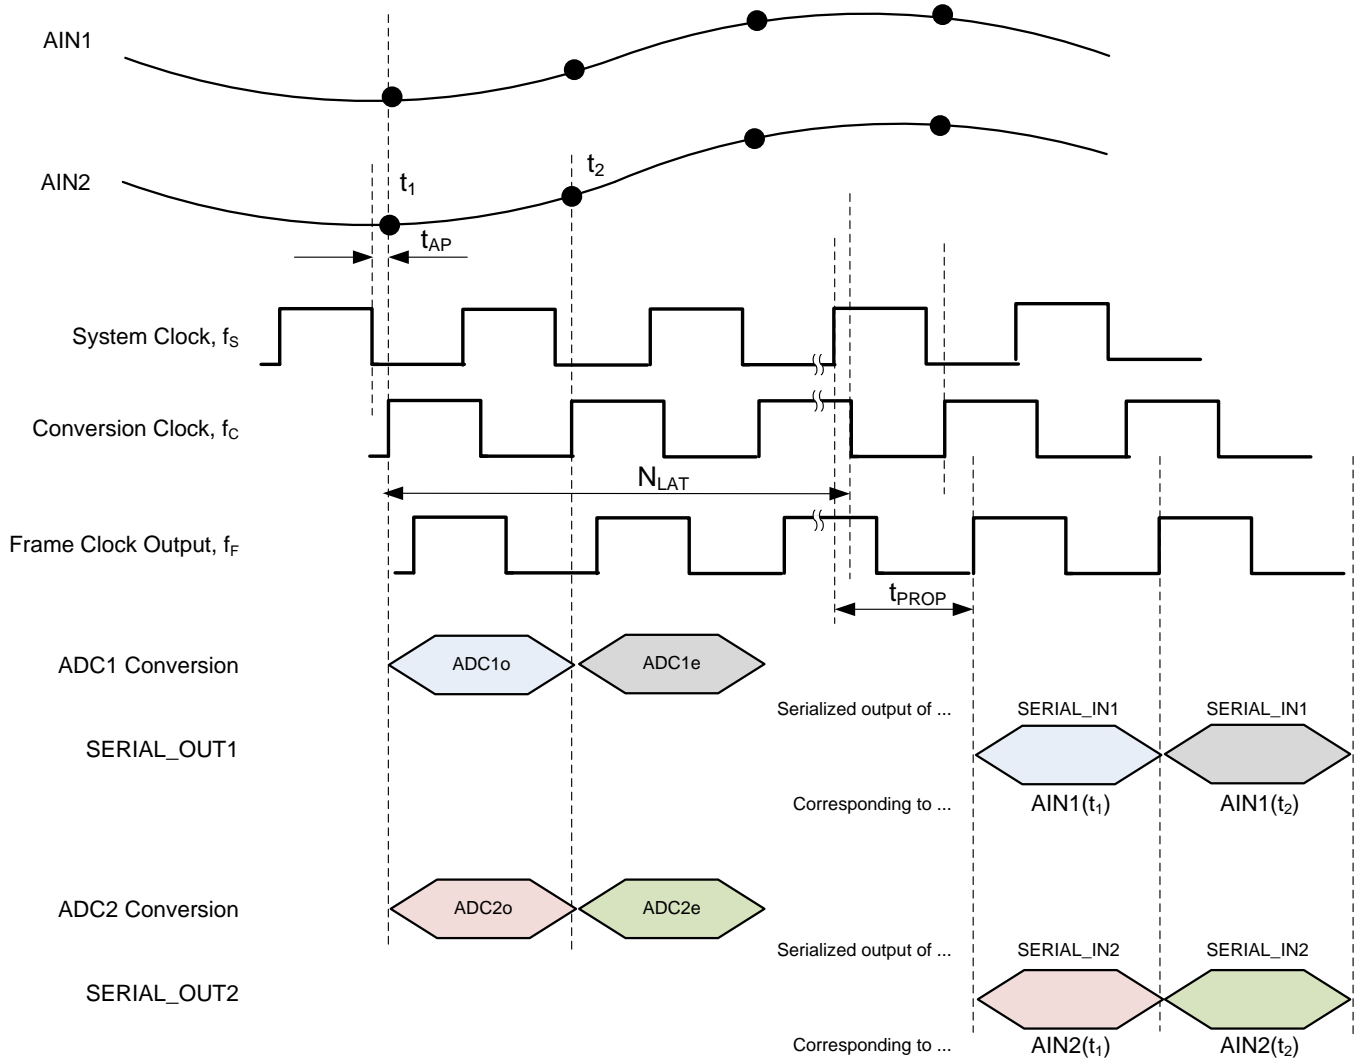 AIN1
AIN2
t1
t2
tAP
System Clock, fS
Conversion Clock, fC
NLAT
Frame Clock Output, fF
tPROP
ADC1 Conversion
ADC1o
ADC1e
Serialized output of ...
SERIAL_IN1
SERIAL_IN1
SERIAL_OUT1
Corresponding to ...
AIN1(t1)
AIN1(t2)
ADC2 Conversion
ADC2o
ADC2e
Serialized output of ...
SERIAL_IN2
SERIAL_IN2
SERIAL_OUT2
Corresponding to ...
AIN2(t1)
AIN2(t2)